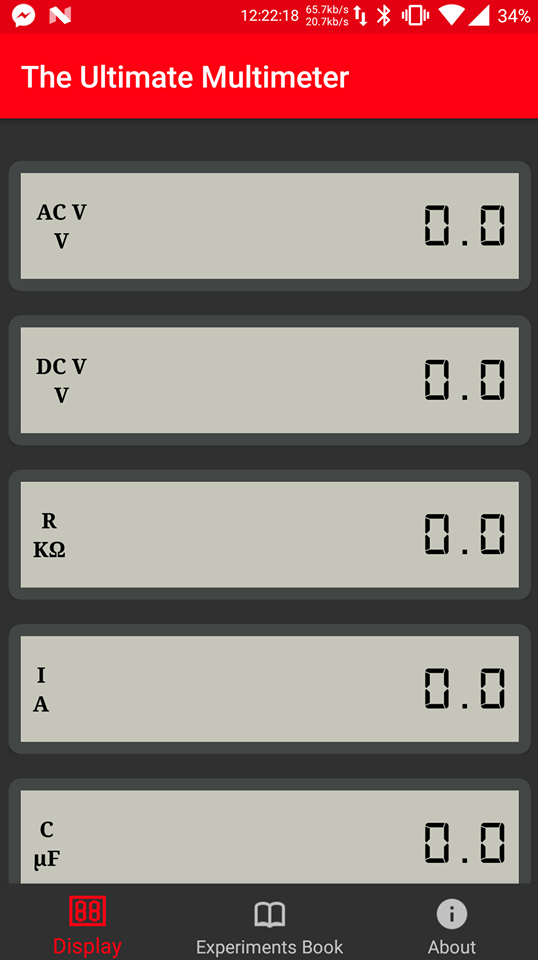 12:22:18 65.7kb/s 34%
20.7kb/s
The Ultimate Multimeter
AC V 0.0
V
DC V 0.0
V
R 0.0
KΩ
I 0.0
A
C 0.0
µF
Display Experiments Book About